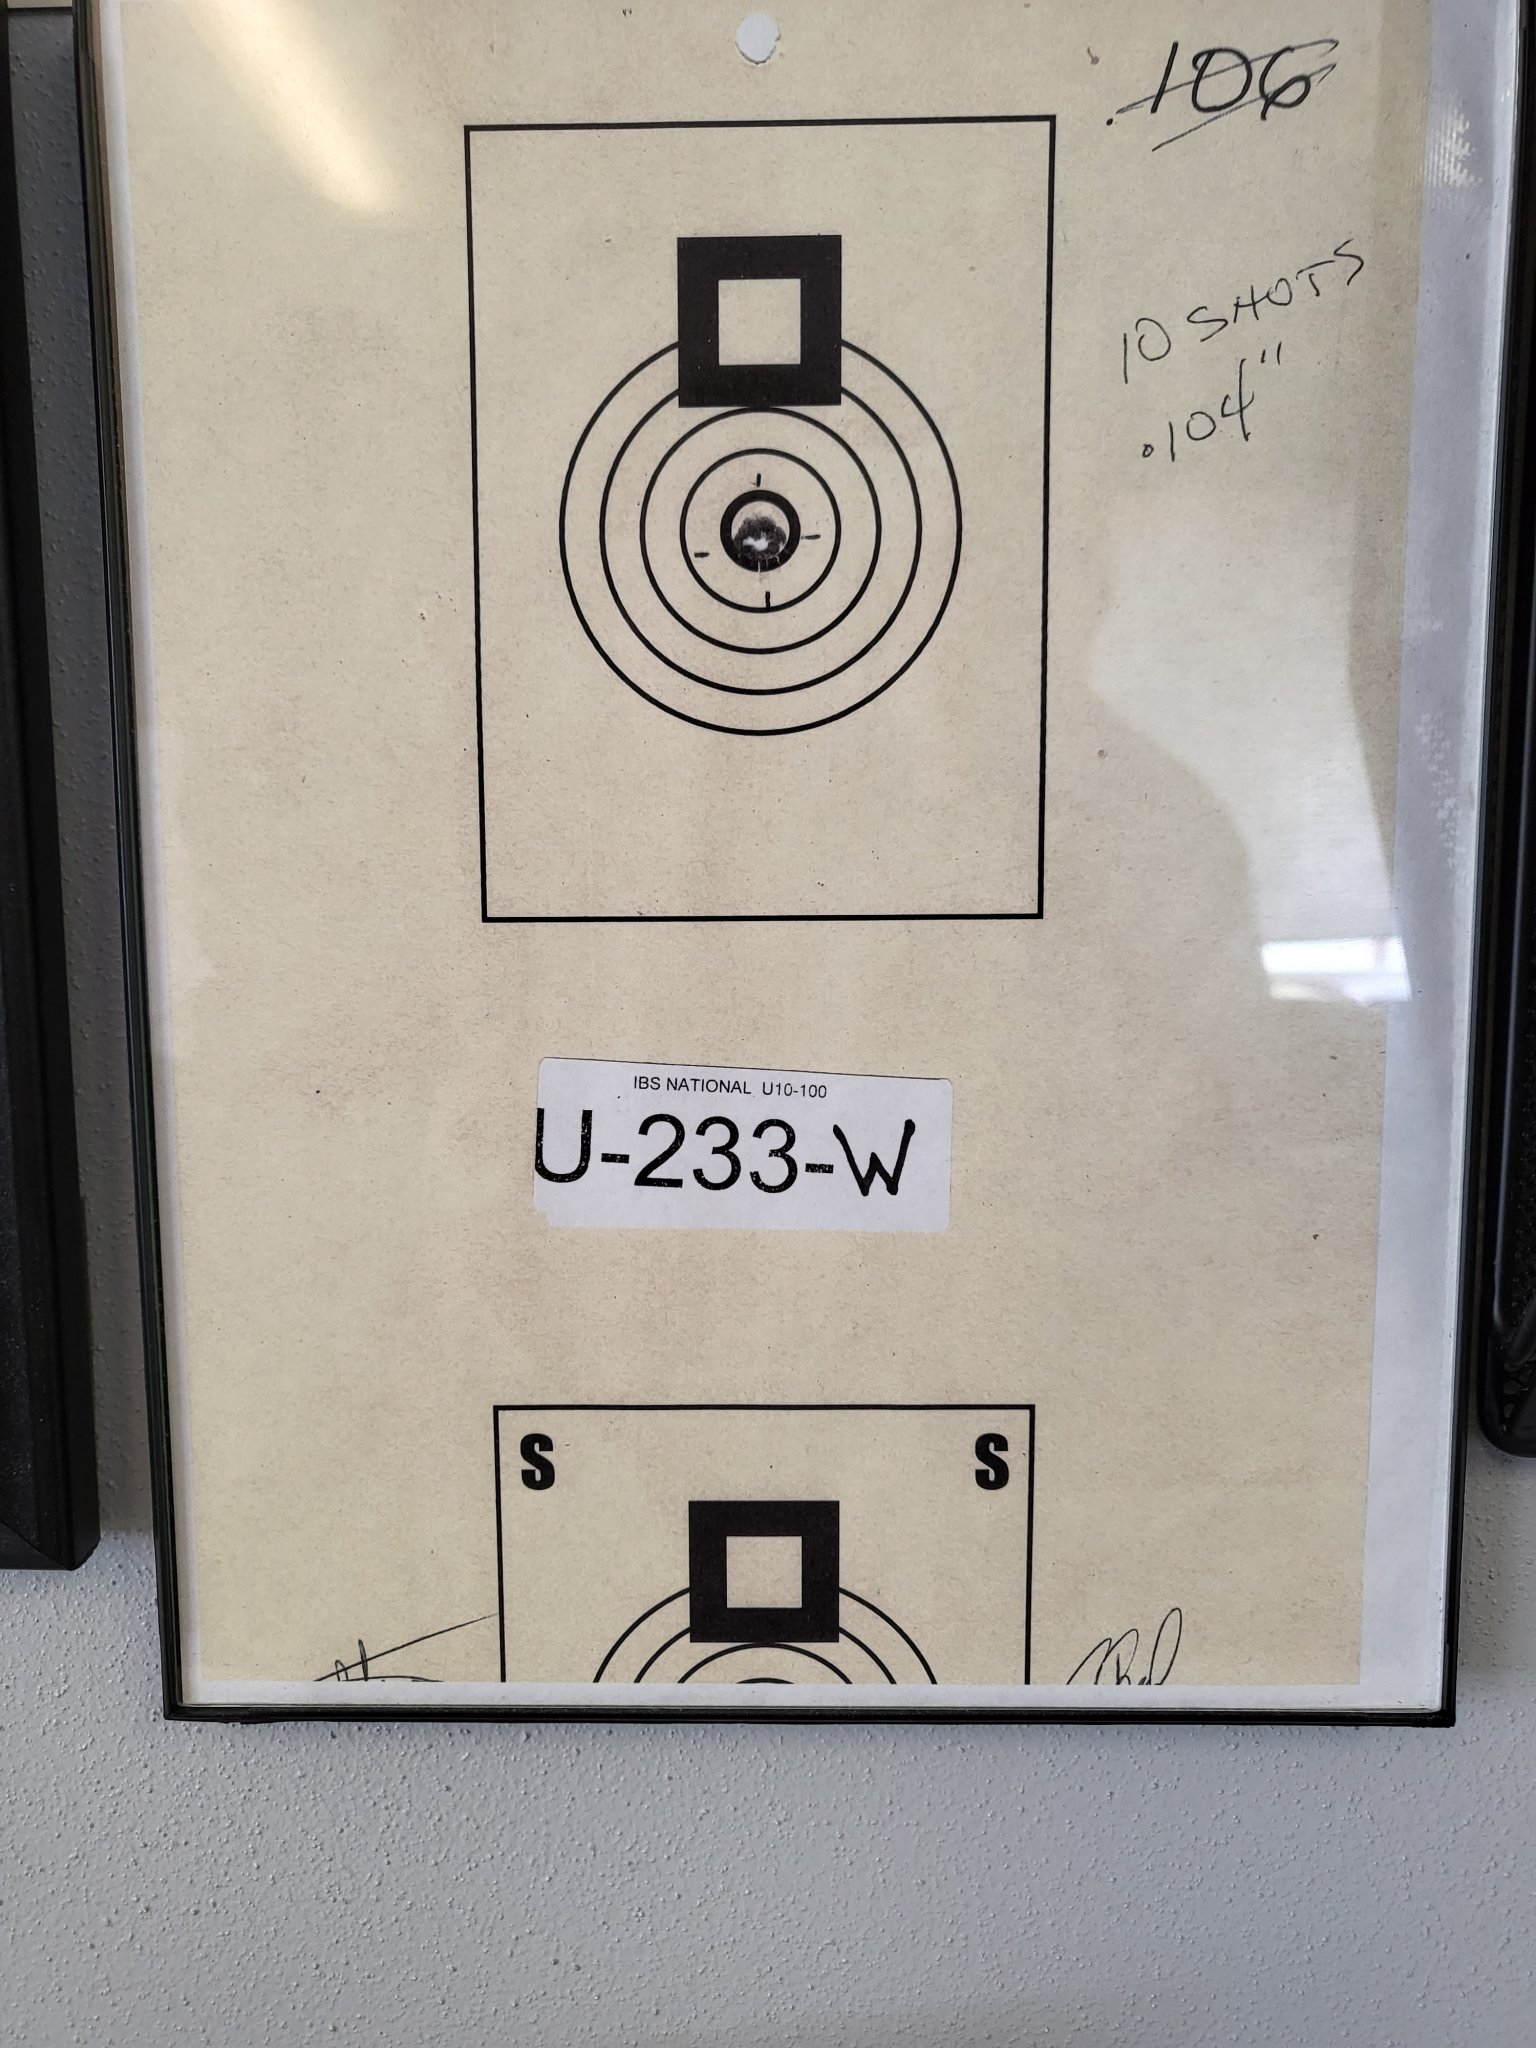 .106
10 SHOTS
.104"
IBS NATIONAL U10-100
U-233-W
S S